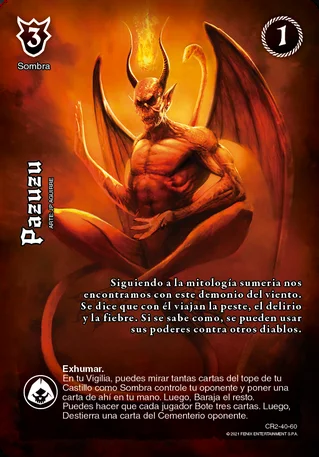 3
1
Sombra
Pazuzu
ARTE: J.P. AGUIRRE
Siguiendo a la mitología sumeria nos
encontramos con este demonio del viento.
Se dice que con él viajan la peste, el delirio
y la fiebre. Si se sabe como, se pueden usar
sus poderes contra otros diablos.
Exhumar.
En tu Vigilia, puedes mirar tantas cartas del tope de tu
Castillo como Sombra controle tu oponente y poner una
carta de ahí en tu mano. Luego, Baraja el resto.
Puedes hacer que cada jugador Bote tres cartas. Luego,
Destierra una carta del Cementerio oponente.
CR2-40-60
© 2021 FENIX ENTERTAINMENT S.P.A.